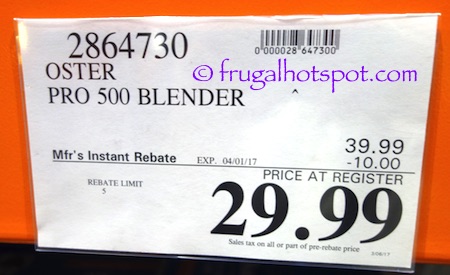 2864730
0000028647300
OSTER
© frugalhotspot.com
PRO 500 BLENDER
39.99
Mfr's Instant Rebate EXP. 04/01/17 -10.00
PRICE AT REGISTER
REBATE LIMIT
5
29.99
Sales tax on all or part of pre-rebate price